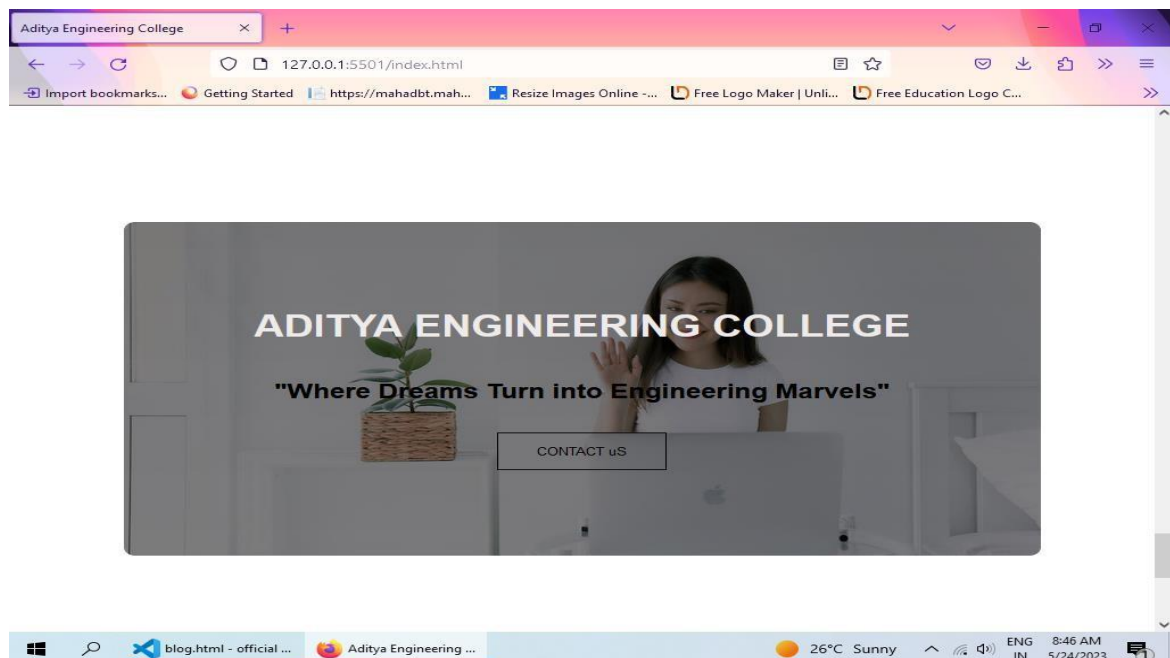 Aditya Engineering College
127.0.0.1:5501/index.html
Import bookmarks... Getting Started https://mahadbt.mah... Resize Images Online -... Free Logo Maker | Unli... Free Education Logo C...
ADITYA ENGINEERING COLLEGE
"Where Dreams Turn into Engineering Marvels"
CONTACT uS
blog.html - official ... Aditya Engineering ... 26°C Sunny ENG 8:46 AM
IN 5/24/2023